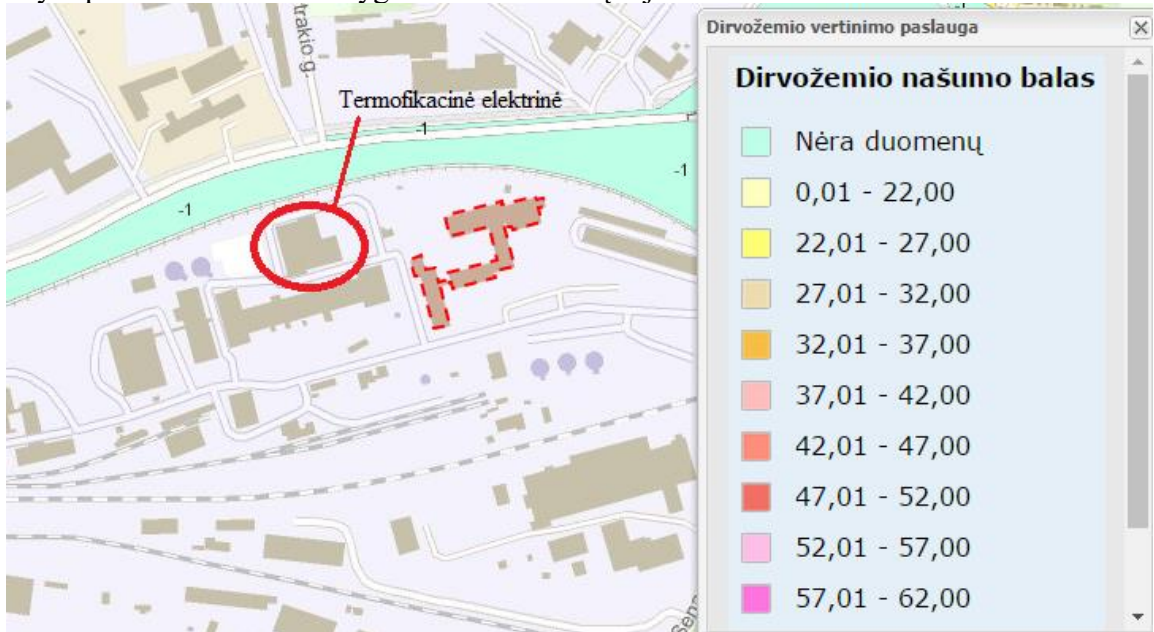 Dirvožemio vertinimo paslauga
Dirvožemio našumo balas
Nėra duomenų
0,01 - 22,00
22,01 - 27,00
27,01 - 32,00
32,01 - 37,00
37,01 - 42,00
42,01 - 47,00
47,01 - 52,00
52,01 - 57,00
57,01 - 62,00
trakio g.
Termofikacinė elektrinė
-1
-1
-1